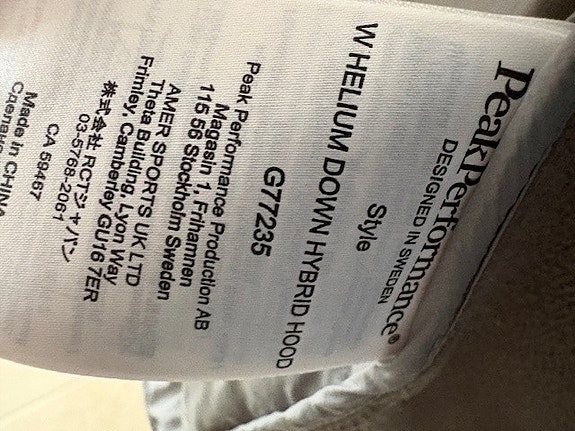 PeakPerformance®
DESIGNED IN SWEDEN
Style
W HELIUM DOWN HYBRID HOOD
G77235
Peak Performance Production AB
Magasin 1, Frihamnen
115 56 Stockholm Sweden
AMER SPORTS UK LTD
Theta Building, Lyon Way
Frimley, Camberley GU16 7ER
株式会社 RCTジャパン
03-5768-2061
CA 59467
Made in CHINA